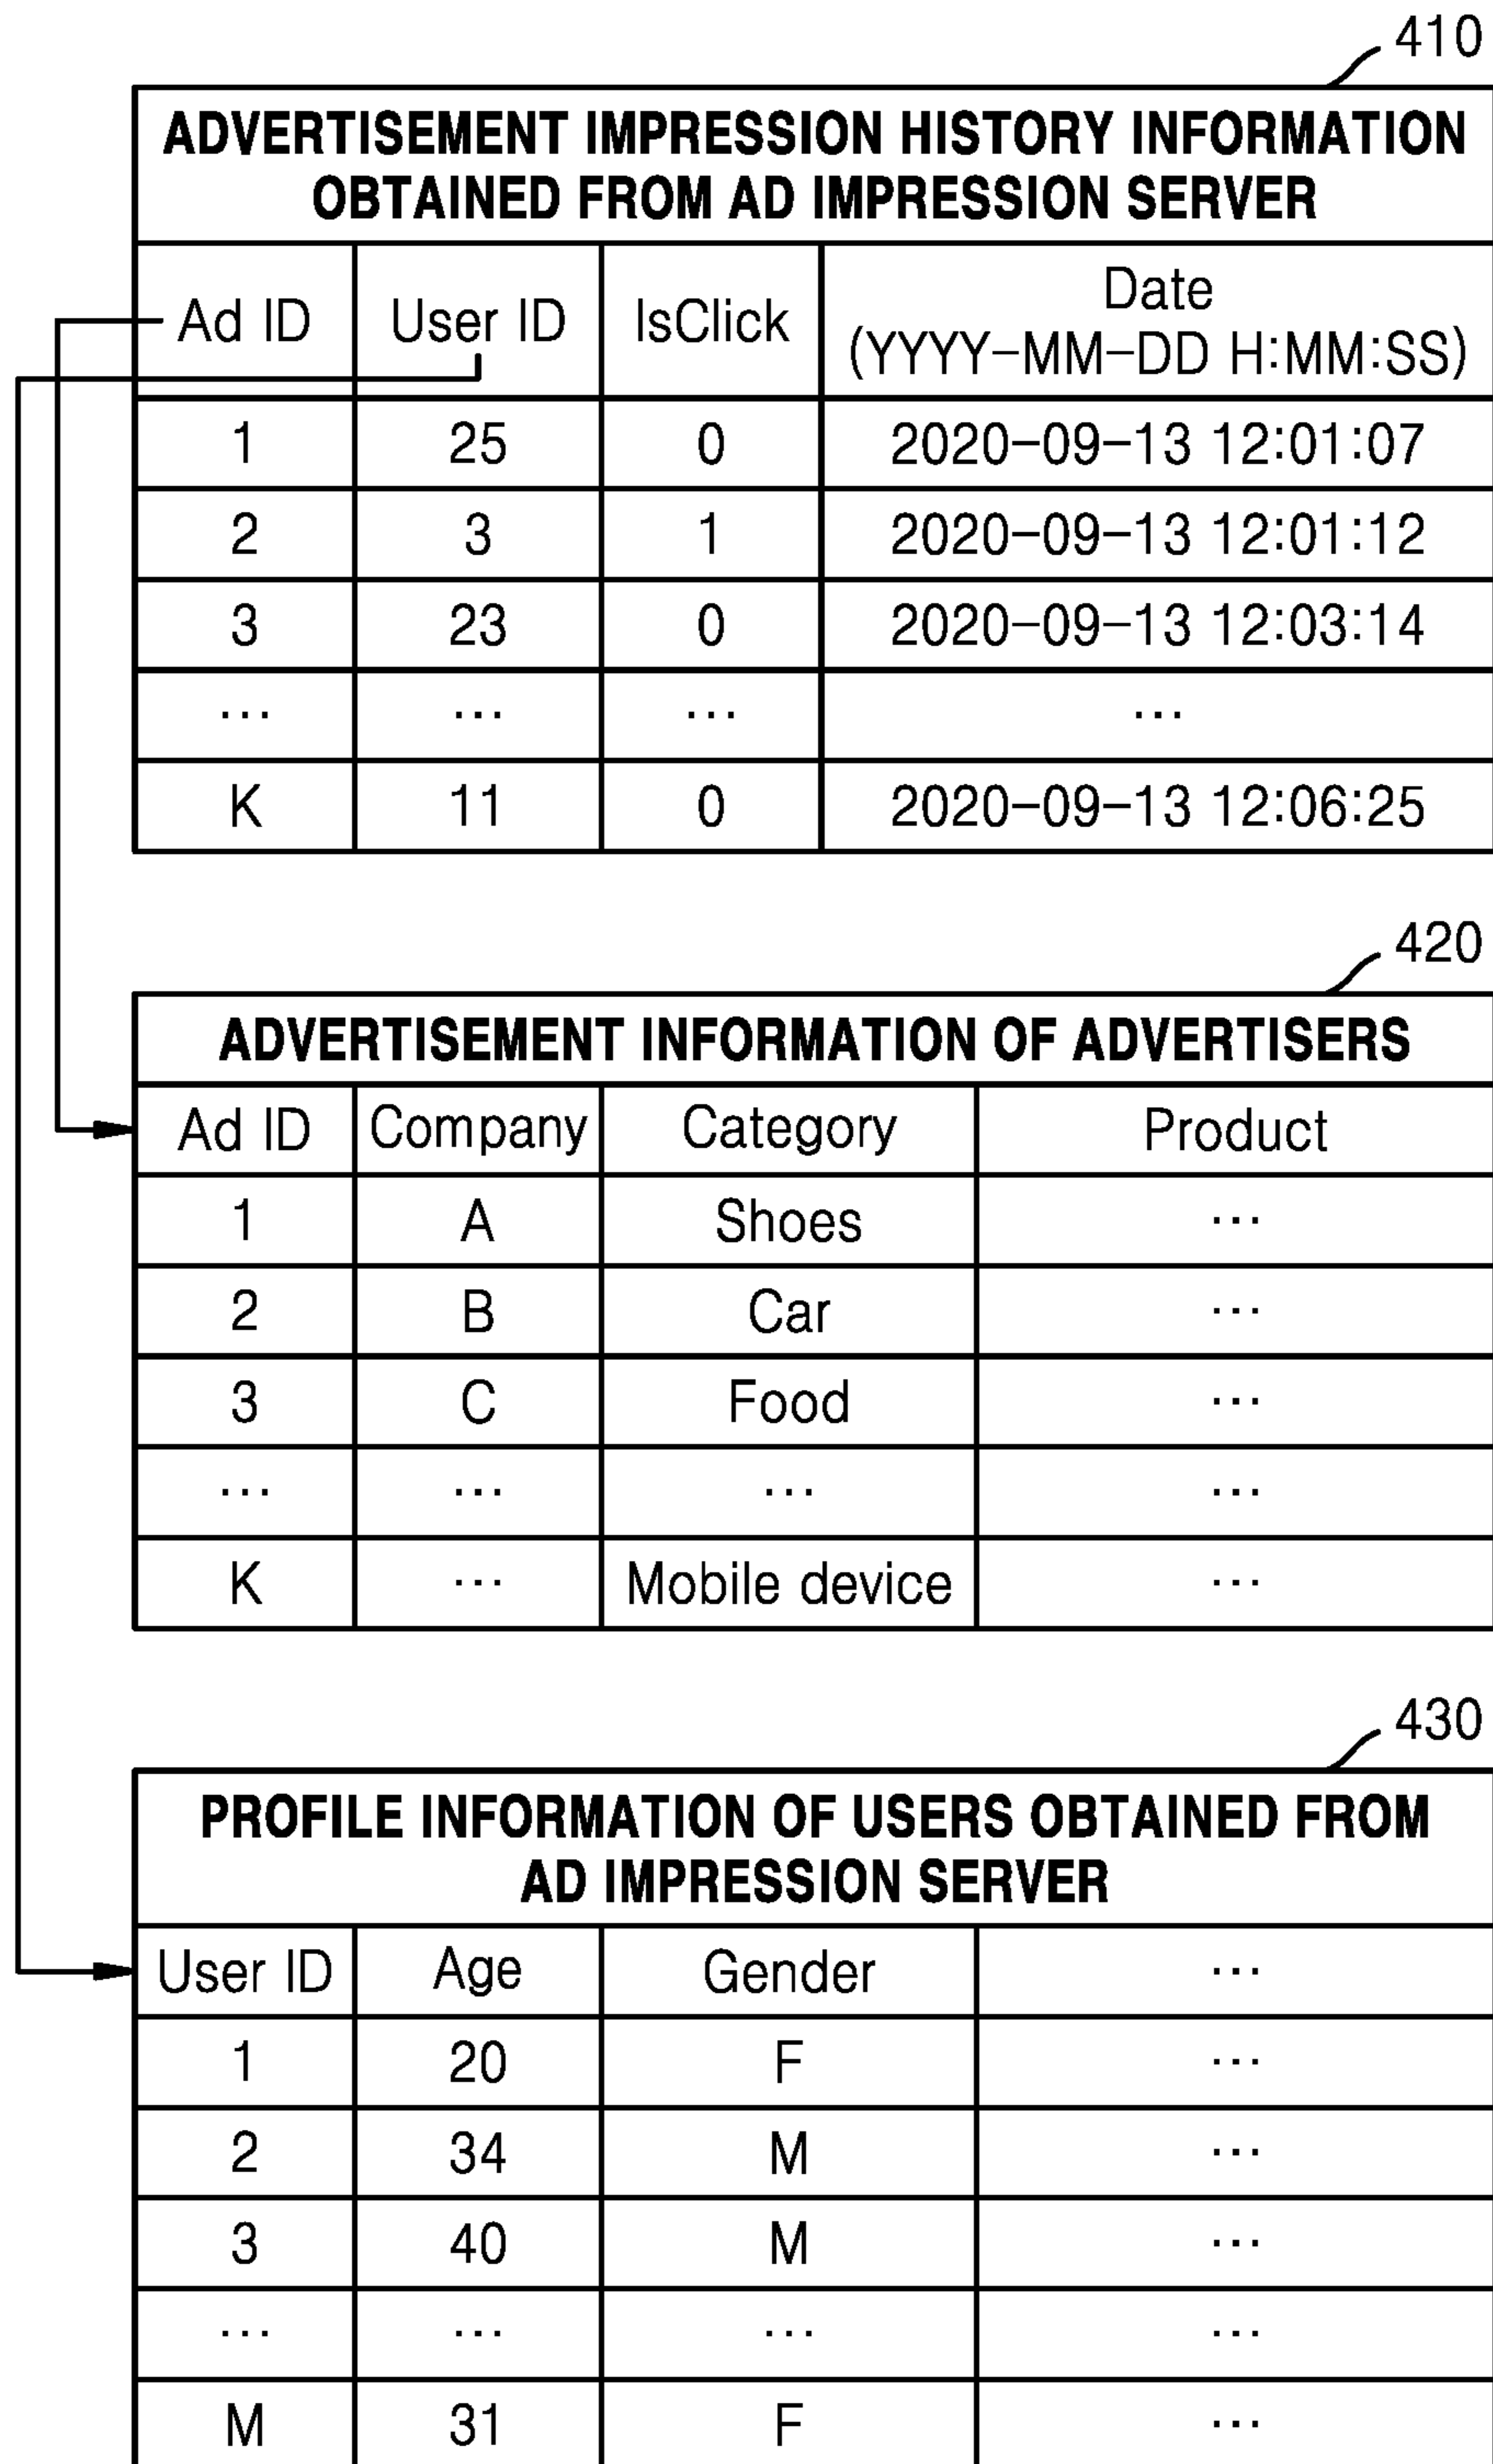 410
ADVERTISEMENT IMPRESSION HISTORY INFORMATION
OBTAINED FROM AD IMPRESSION SERVER
Ad ID User ID IsClick Date (YYYY-MM-DD H:MM:SS)
1 25 0 2020-09-13 12:01:07
2 3 1 2020-09-13 12:01:12
3 23 0 2020-09-13 12:03:14
... ... ... ...
K 11 0 2020-09-13 12:06:25
420
ADVERTISEMENT INFORMATION OF ADVERTISERS
Ad ID Company Category Product
1 A Shoes ...
2 B Car ...
3 C Food ...
... ... ... ...
K ... Mobile device ...
430
PROFILE INFORMATION OF USERS OBTAINED FROM
AD IMPRESSION SERVER
User ID Age Gender ...
1 20 F ...
2 34 M ...
3 40 M ...
... ... ... ...
M 31 F ...